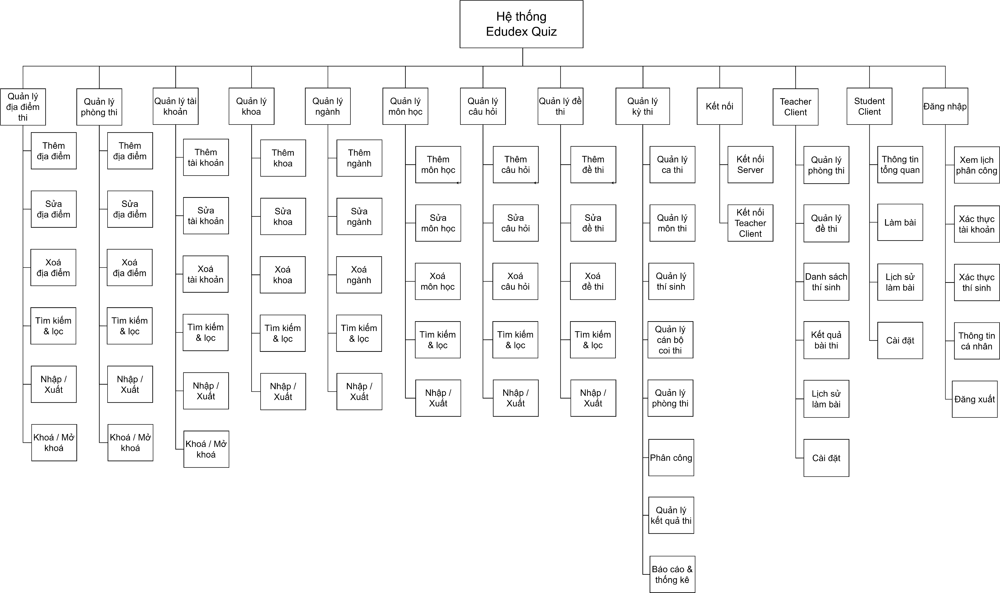 Hệ thống
Edudex Quiz
Quản lý
địa điểm
thi
Thêm
địa điểm
Sửa
địa điểm
Xoá
địa điểm
Tìm kiếm
& lọc
Nhập /
Xuất
Khoá / Mở
khoá
Quản lý
phòng thi
Thêm
địa điểm
Sửa
địa điểm
Xoá
địa điểm
Tìm kiếm
& lọc
Nhập /
Xuất
Khoá / Mở
khoá
Quản lý tài
khoản
Thêm
tài khoản
Sửa
tài khoản
Xoá
tài khoản
Tìm kiếm
& lọc
Nhập /
Xuất
Khoá / Mở
khoá
Quản lý
khoa
Thêm
khoa
Sửa
khoa
Xoá
khoa
Tìm kiếm
& lọc
Nhập /
Xuất
Quản lý
ngành
Thêm
ngành
Sửa
ngành
Xoá
ngành
Tìm kiếm
& lọc
Nhập /
Xuất
Quản lý
môn học
Thêm
môn học
Sửa
môn học
Xoá
môn học
Tìm kiếm
& lọc
Nhập /
Xuất
Quản lý
câu hỏi
Thêm
câu hỏi
Sửa
câu hỏi
Xoá
câu hỏi
Tìm kiếm
& lọc
Nhập /
Xuất
Quản lý đề
thi
Thêm
đề thi
Sửa
đề thi
Xoá
đề thi
Tìm kiếm
& lọc
Nhập /
Xuất
Quản lý
kỳ thi
Quản lý
ca thi
Quản lý
môn thi
Quản lý
thí sinh
Quản lý
cán bộ
coi thi
Quản lý
phòng thi
Phân công
Quản lý
kết quả thi
Báo cáo &
thống kê
Kết nối
Kết nối
Server
Kết nối
Teacher
Client
Teacher
Client
Quản lý
phòng thi
Quản lý
đề thi
Danh sách
thí sinh
Kết quả
bài thi
Lịch sử
làm bài
Cài đặt
Student
Client
Thông tin
tổng quan
Làm bài
Lịch sử
làm bài
Cài đặt
Đăng nhập
Xem lịch
phân công
Xác thực
tài khoản
Xác thực
thí sinh
Thông tin
cá nhân
Đăng xuất